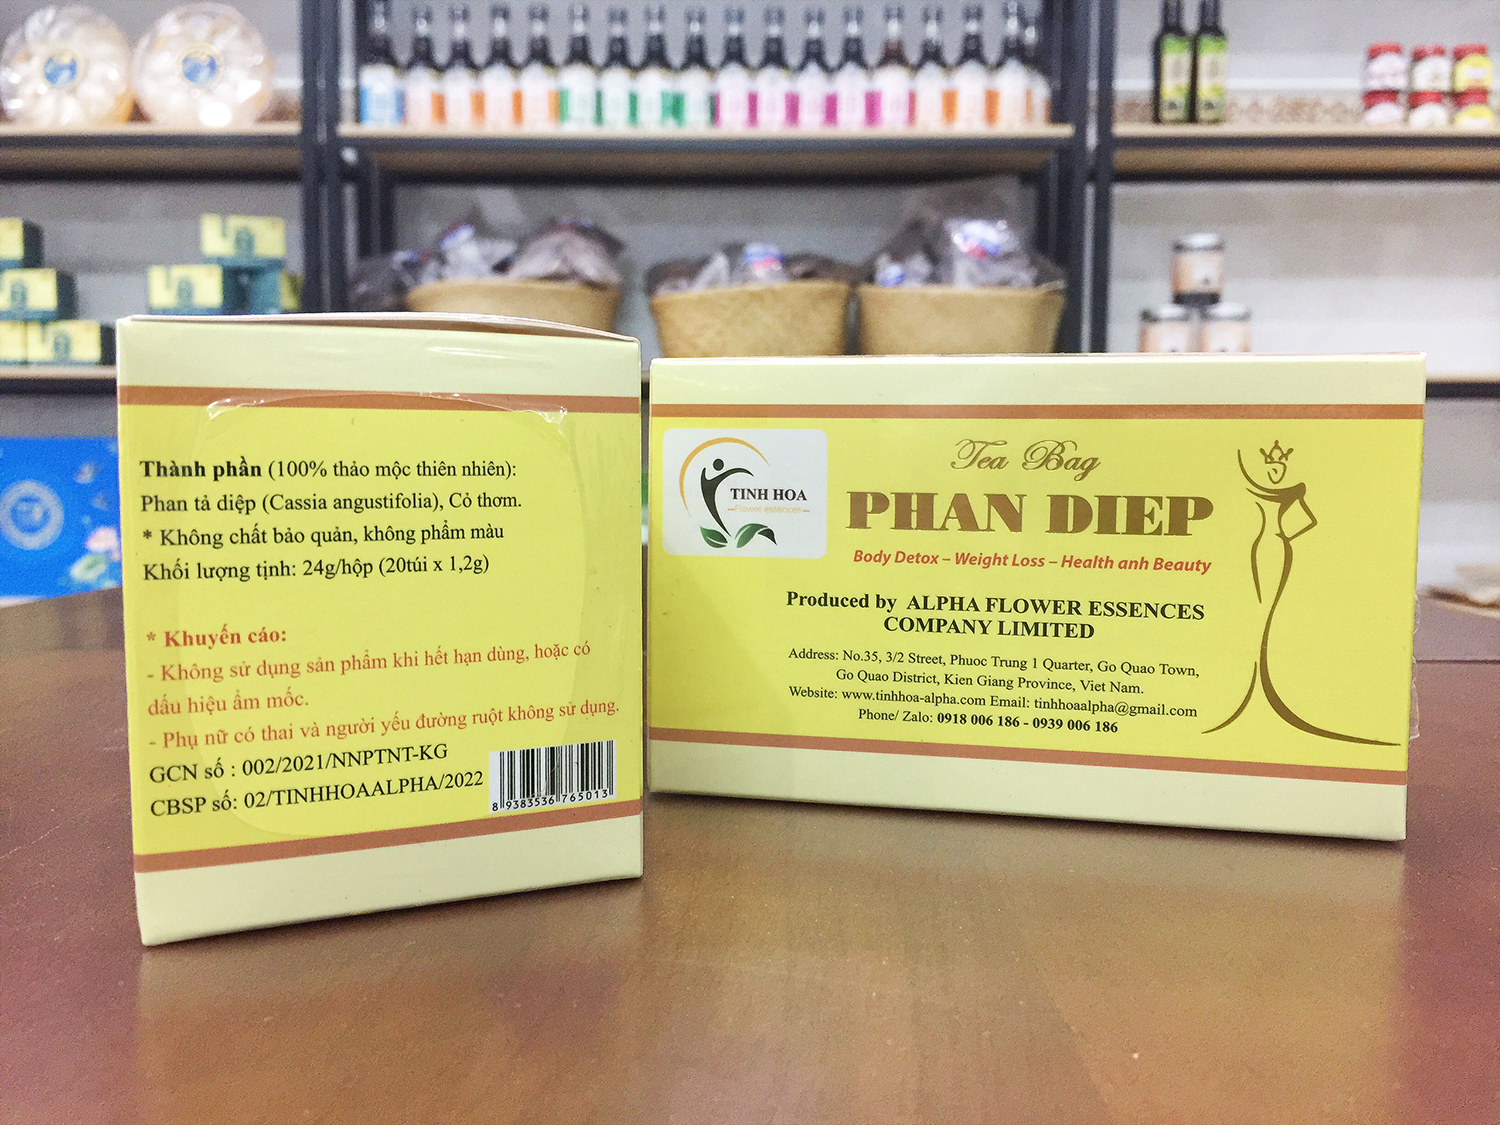 Thành phần (100% thảo mộc thiên nhiên):
Phan tả diệp (Cassia angustifolia), Cỏ thơm.
* Không chất bảo quản, không phẩm màu
Khối lượng tịnh: 24g/hộp (20túi x 1,2g)
* Khuyến cáo:
- Không sử dụng sản phẩm khi hết hạn dùng, hoặc có
dấu hiệu ẩm mốc.
- Phụ nữ có thai và người yếu đường ruột không sử dụng.
GCN số : 002/2021/NNPTNT-KG
CBSP số: 02/TINHHOAALPHA/2022
8 938353 6765013
TINH HOA
Flower essences
Tea Bag
PHAN DIEP
Body Detox – Weight Loss – Health anh Beauty
Produced by ALPHA FLOWER ESSENCES
COMPANY LIMITED
Address: No.35, 3/2 Street, Phuoc Trung 1 Quarter, Go Quao Town,
Go Quao District, Kien Giang Province, Viet Nam.
Website: www.tinhhoa-alpha.com Email: tinhhoaalpha@gmail.com
Phone/ Zalo: 0918 006 186 - 0939 006 186